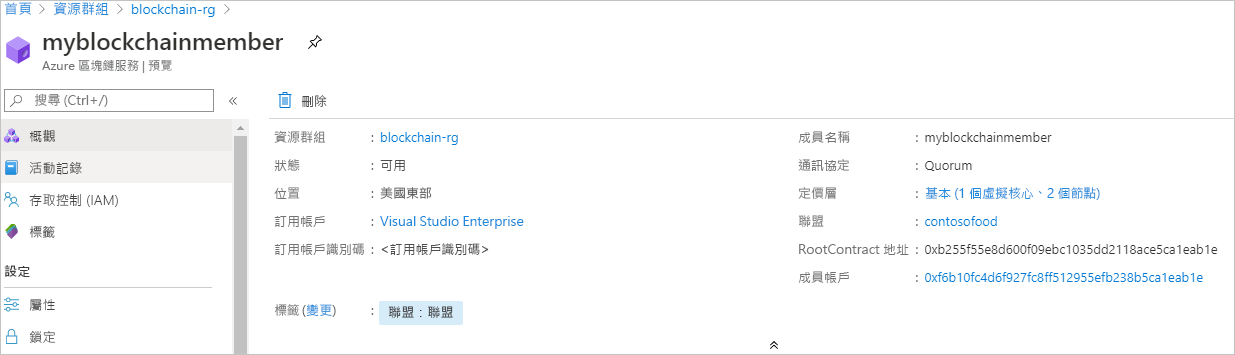 首頁 > 資源群組 > blockchain-rg >
myblockchainmember
Azure 區塊鏈服務 | 預覽
搜尋 (Ctrl+/)
«
刪除
概觀
活動記錄
存取控制 (IAM)
標籤
設定
屬性
鎖定
資源群組 : blockchain-rg
狀態 : 可用
位置 : 美國東部
訂用帳戶 : Visual Studio Enterprise
訂用帳戶識別碼 : <訂用帳戶識別碼>
標籤 (變更) : 聯盟：聯盟
成員名稱 : myblockchainmember
通訊協定 : Quorum
定價層 : 基本 (1 個虛擬核心、2 個節點)
聯盟 : contosofood
RootContract 地址 : 0xb255f55e8d600f09ebc1035dd2118ace5ca1eab1e
成員帳戶 : 0xf6b10fc4d6f927fc8ff512955efb238b5ca1eab1e